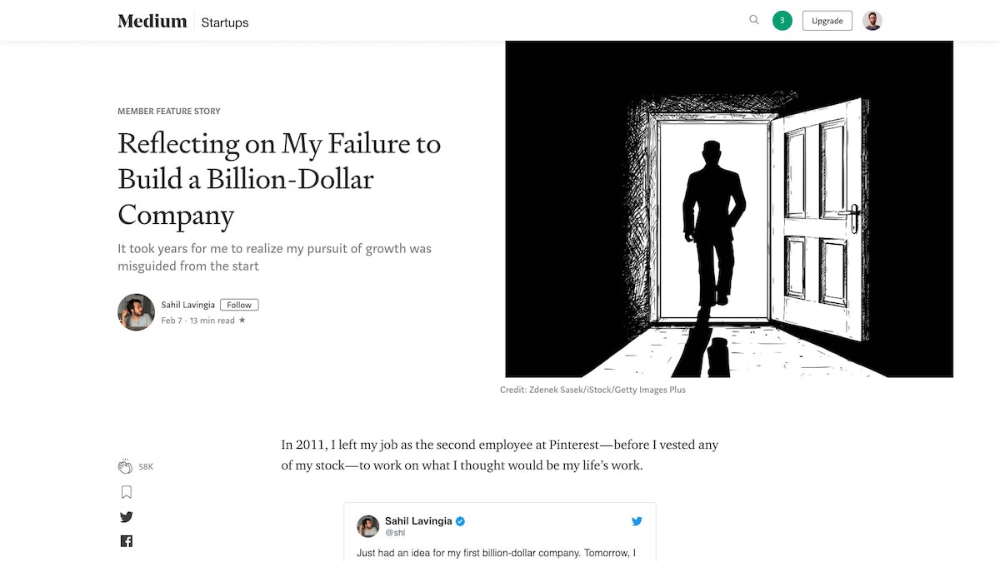 Medium Startups
3 Upgrade
MEMBER FEATURE STORY
Reflecting on My Failure to
Build a Billion-Dollar
Company
It took years for me to realize my pursuit of growth was
misguided from the start
Sahil Lavingia Follow
Feb 7 · 13 min read ★
Credit: Zdenek Sasek/iStock/Getty Images Plus
In 2011, I left my job as the second employee at Pinterest—before I vested any
of my stock—to work on what I thought would be my life’s work.
58K
Sahil Lavingia
@shl
Just had an idea for my first billion-dollar company. Tomorrow, I